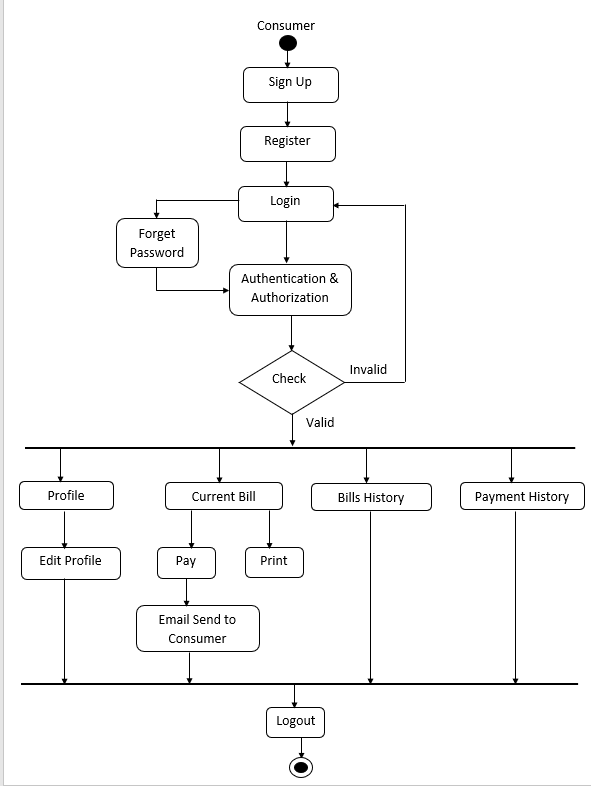 Consumer
Sign Up
Register
Login
Forget
Password
Authentication &
Authorization
Check
Invalid
Valid
Profile
Current Bill
Bills History
Payment History
Edit Profile
Pay
Print
Email Send to
Consumer
Logout